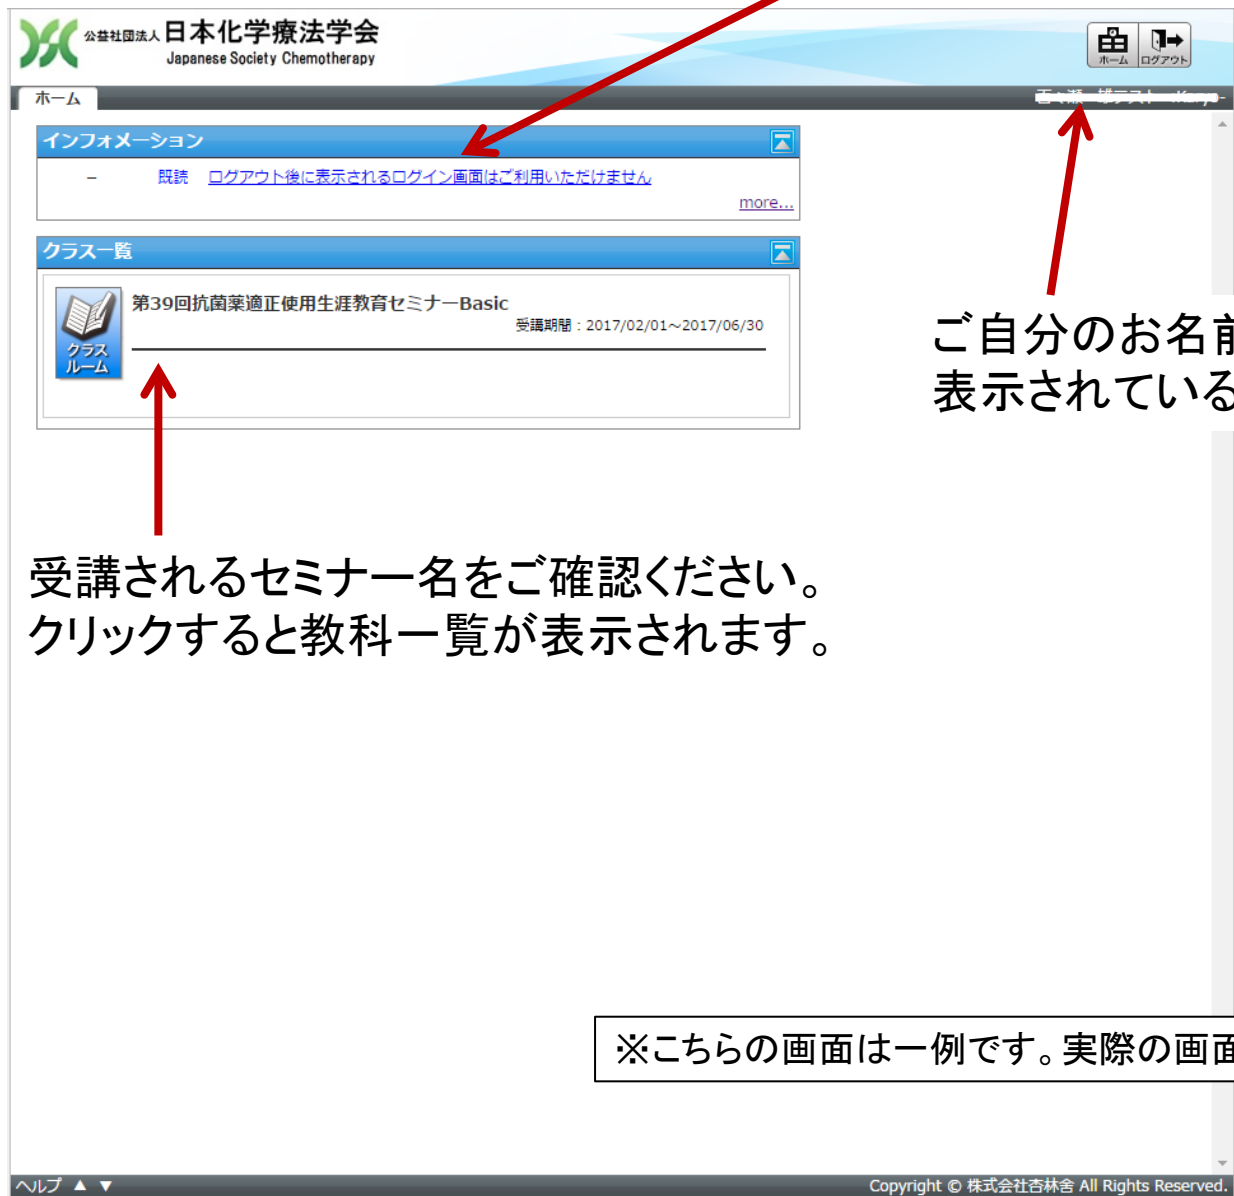 公益社団法人 日本化学療法学会
Japanese Society Chemotherapy
ホーム ログアウト
ホーム
インフォメーション
– 既読 ログアウト後に表示されるログイン画面はご利用いただけません
more...
クラス一覧
クラス
ルーム
第39回抗菌薬適正使用生涯教育セミナーBasic
受講期間：2017/02/01～2017/06/30
ご自分のお名前
表示されている
受講されるセミナー名をご確認ください。
クリックすると教科一覧が表示されます。
※こちらの画面は一例です。実際の画面
ヘルプ ▲ ▼
Copyright © 株式会社杏林舍 All Rights Reserved.